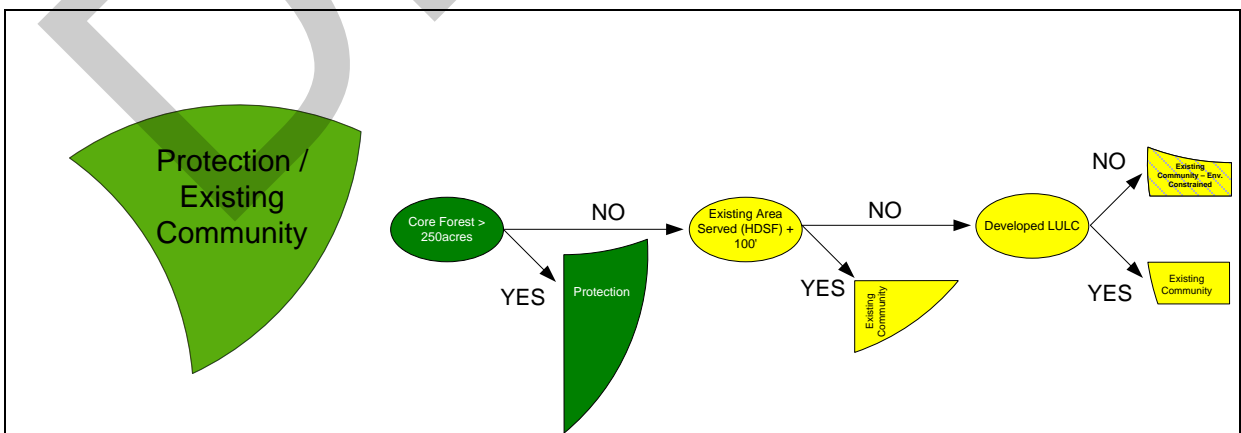 Protection /
Existing
Community
Core Forest >
250acres
NO
YES
Protection
Existing Area
Served (HDSF) +
100'
NO
YES
Existing
Community
Developed LULC
NO
Existing
Community – Env.
Constrained
YES
Existing
Community